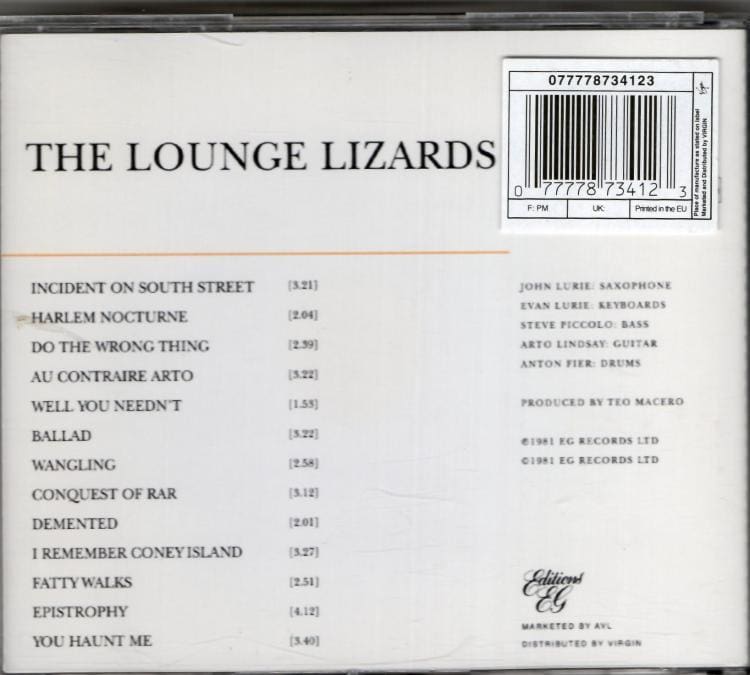 077778734123
0 77778 73412 3
F: PM UK: Printed in the EU
Place of manufacture as stated on label
Marketed and Distributed by VIRGIN
THE LOUNGE LIZARDS
INCIDENT ON SOUTH STREET [3.21]
HARLEM NOCTURNE [2.04]
DO THE WRONG THING [2.39]
AU CONTRAIRE ARTO [3.22]
WELL YOU NEEDN'T [1.53]
BALLAD [3.22]
WANGLING [2.58]
CONQUEST OF RAR [3.12]
DEMENTED [2.01]
I REMEMBER CONEY ISLAND [3.27]
FATTY WALKS [2.51]
EPISTROPHY [4.12]
YOU HAUNT ME [3.40]
JOHN LURIE: SAXOPHONE
EVAN LURIE: KEYBOARDS
STEVE PICCOLO: BASS
ARTO LINDSAY: GUITAR
ANTON FIER: DRUMS
PRODUCED BY TEO MACERO
℗1981 EG RECORDS LTD
©1981 EG RECORDS LTD
Editions
EG
MARKETED BY AVL
DISTRIBUTED BY VIRGIN